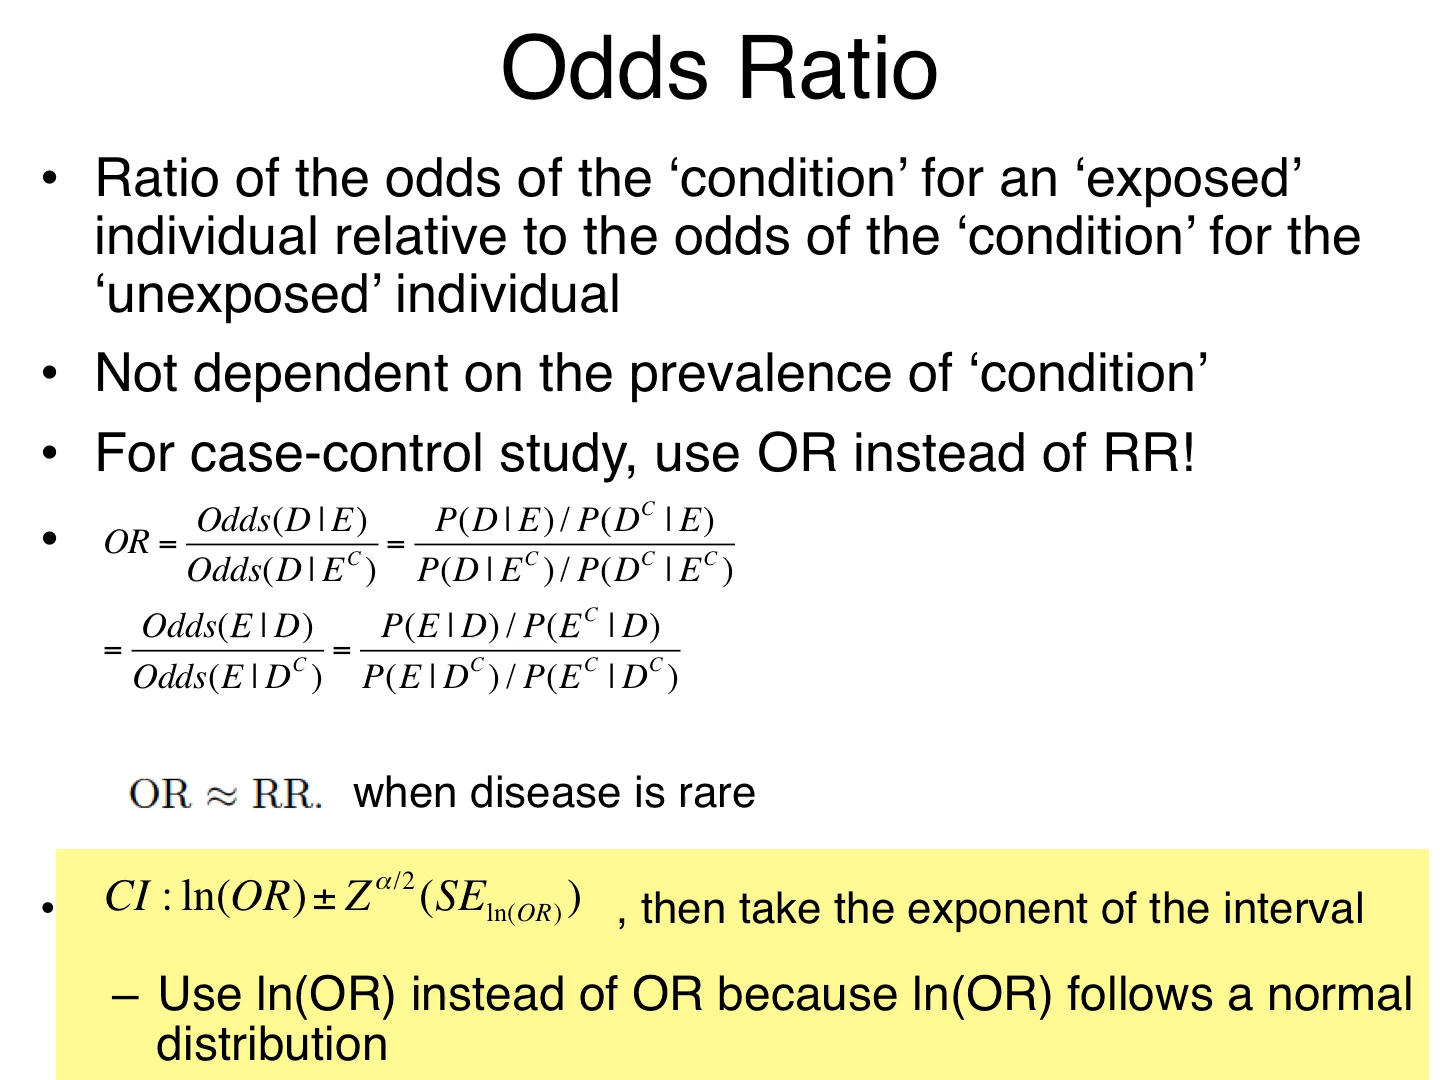 Odds Ratio
• Ratio of the odds of the ‘condition’ for an ‘exposed’
individual relative to the odds of the ‘condition’ for the
‘unexposed’ individual
• Not dependent on the prevalence of ‘condition’
• For case-control study, use OR instead of RR!
• OR = Odds(D | E) / Odds(D | E^C) = P(D | E) / P(D^C | E) / P(D | E^C) / P(D^C | E^C)
= Odds(E | D) / Odds(E | D^C) = P(E | D) / P(E^C | D) / P(E | D^C) / P(E^C | D^C)
OR ≈ RR. when disease is rare
• CI : ln(OR) ± Z^α/2 (SE_ln(OR)) , then take the exponent of the interval
– Use ln(OR) instead of OR because ln(OR) follows a normal
distribution